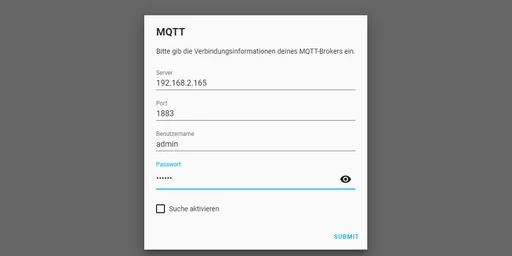 MQTT
Bitte gib die Verbindungsinformationen deines MQTT-Brokers ein.
Server
192.168.2.165
Port
1883
Benutzername
admin
Passwort
••••••
Suche aktivieren
SUBMIT